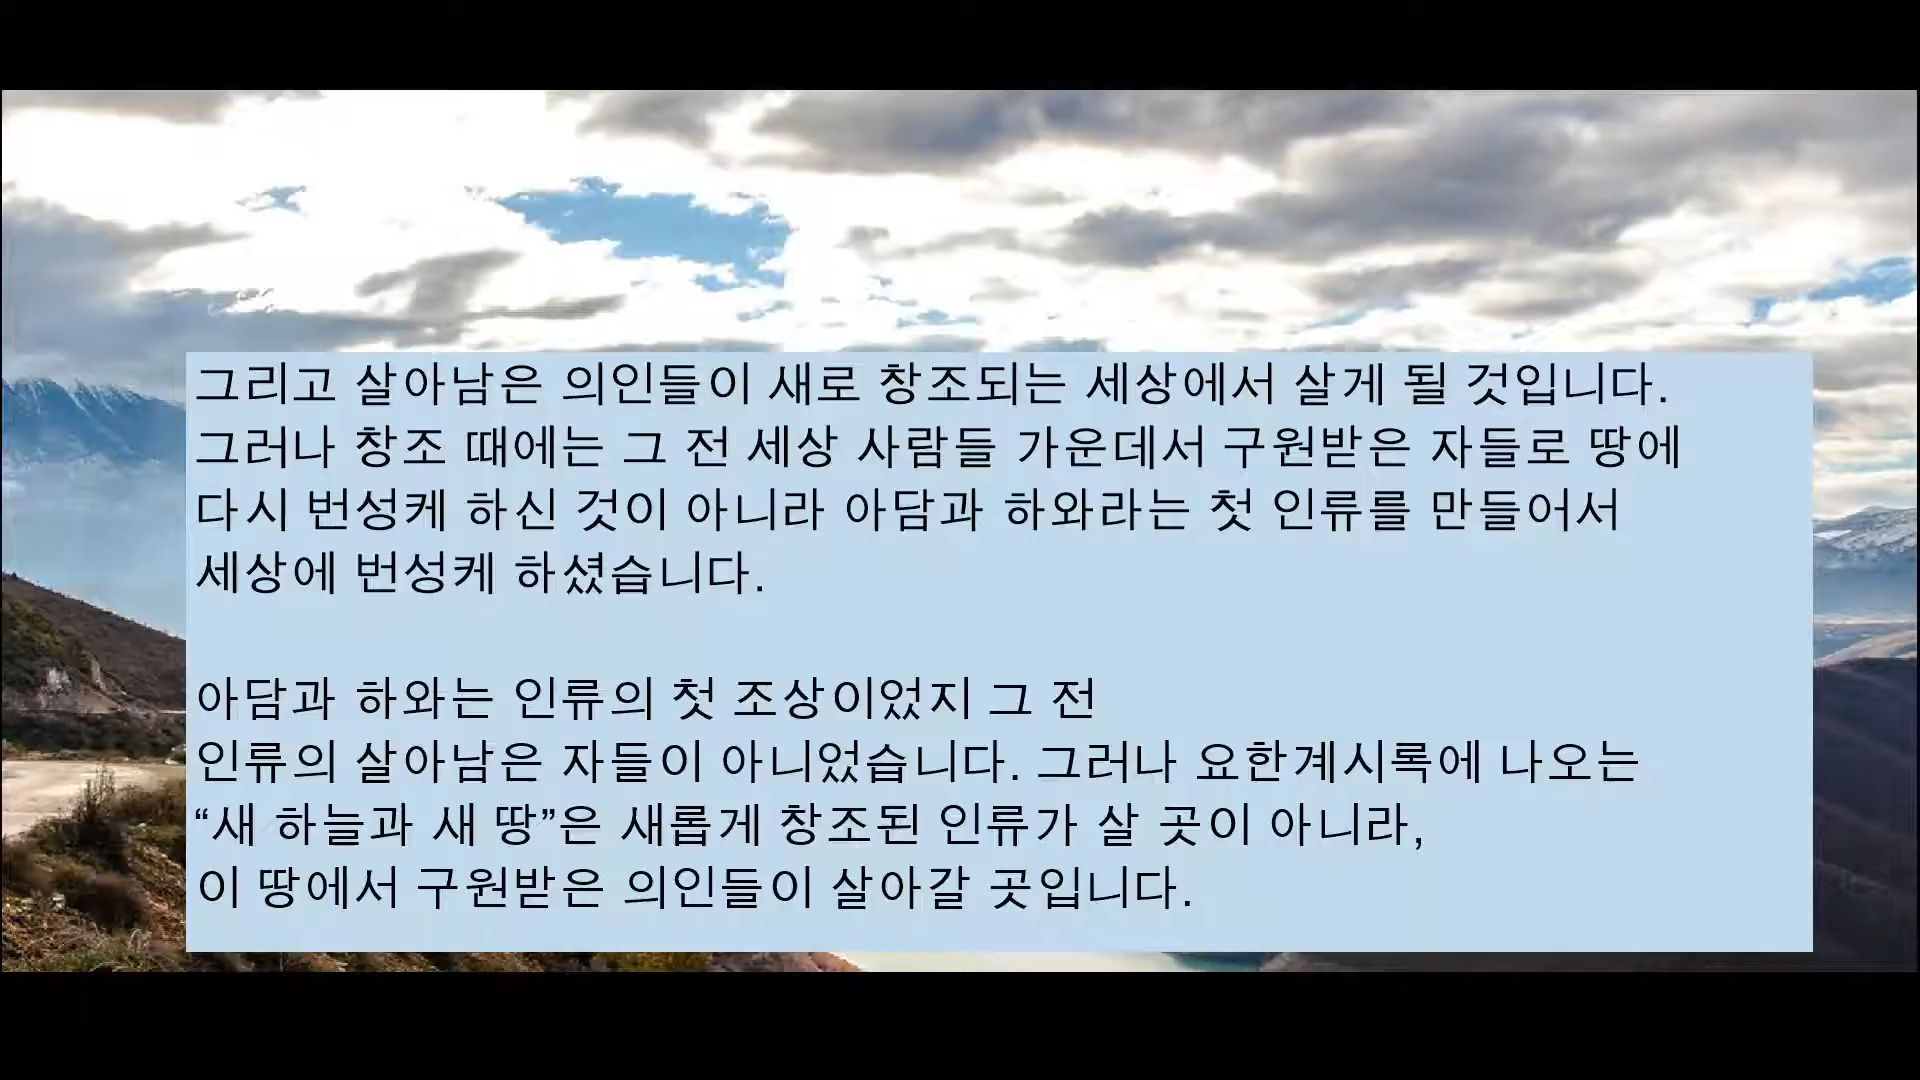 그리고 살아남은 의인들이 새로 창조되는 세상에서 살게 될 것입니다.
그러나 창조 때에는 그 전 세상 사람들 가운데서 구원받은 자들로 땅에
다시 번성케 하신 것이 아니라 아담과 하와라는 첫 인류를 만들어서
세상에 번성케 하셨습니다.
아담과 하와는 인류의 첫 조상이었지 그 전
인류의 살아남은 자들이 아니었습니다. 그러나 요한계시록에 나오는
“새 하늘과 새 땅”은 새롭게 창조된 인류가 살 곳이 아니라,
이 땅에서 구원받은 의인들이 살아갈 곳입니다.